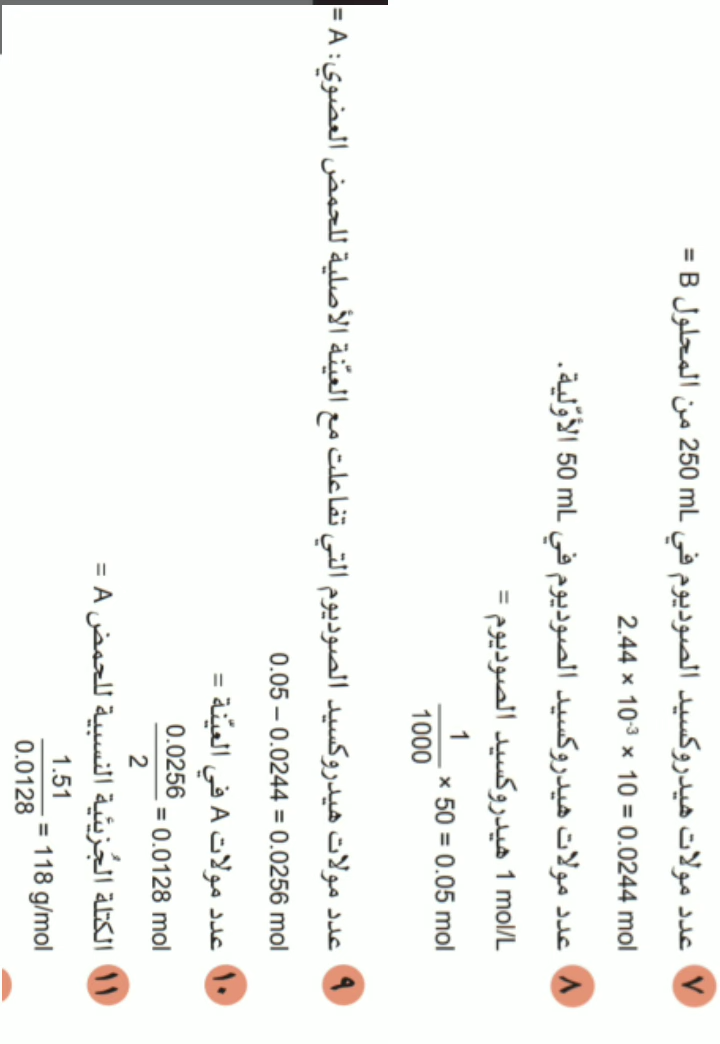 ٧ عدد مولات هيدروكسيد الصوديوم في 250 mL من المحلول B =
2.44 × 10-3 × 10 = 0.0244 mol
٨ عدد مولات هيدروكسيد الصوديوم في 50 mL الأوّلية.
1 mol/L هيدروكسيد الصوديوم =
1/1000 × 50 = 0.05 mol
٩ عدد مولات هيدروكسيد الصوديوم التي تفاعلت مع العيّنة الأصلية للحمض العضوي: A =
0.05 – 0.0244 = 0.0256 mol
١٠ عدد مولات A في العيّنة =
0.0256/2 = 0.0128 mol
١١ الكتلة الجُزيئية النسبية للحمض A =
1.51/0.0128 = 118 g/mol